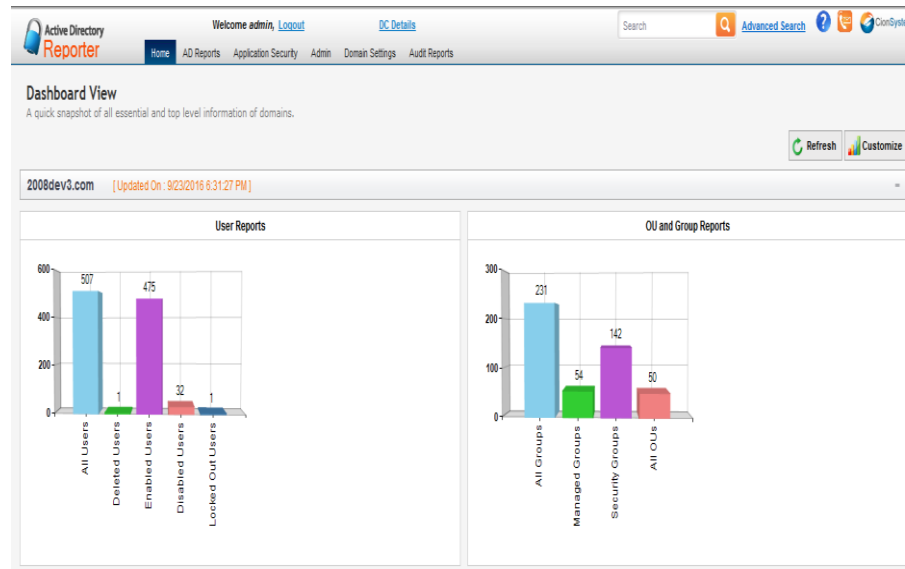 Active Directory
Reporter
Welcome admin, Logout
DC Details
Search
Advanced Search
?
Home AD Reports Application Security Admin Domain Settings Audit Reports
Dashboard View
A quick snapshot of all essential and top level information of domains.
Refresh
Customize
2008dev3.com [ Updated On : 9/23/2016 6:31:27 PM ]
User Reports
600
400
200
0
507
1
475
32
1
All Users
Deleted Users
Enabled Users
Disabled Users
Locked Out Users
OU and Group Reports
300
200
100
0
231
54
142
50
All Groups
Managed Groups
Security Groups
All OUs